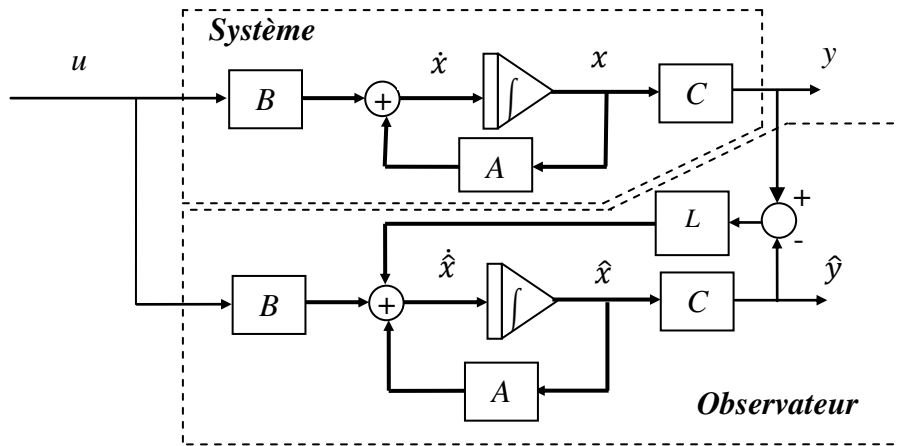 Système
u
ẋ
x
y
B
+
∫
C
A
+
L
-
x̂̇
x̂
ŷ
B
+
∫
C
A
Observateur